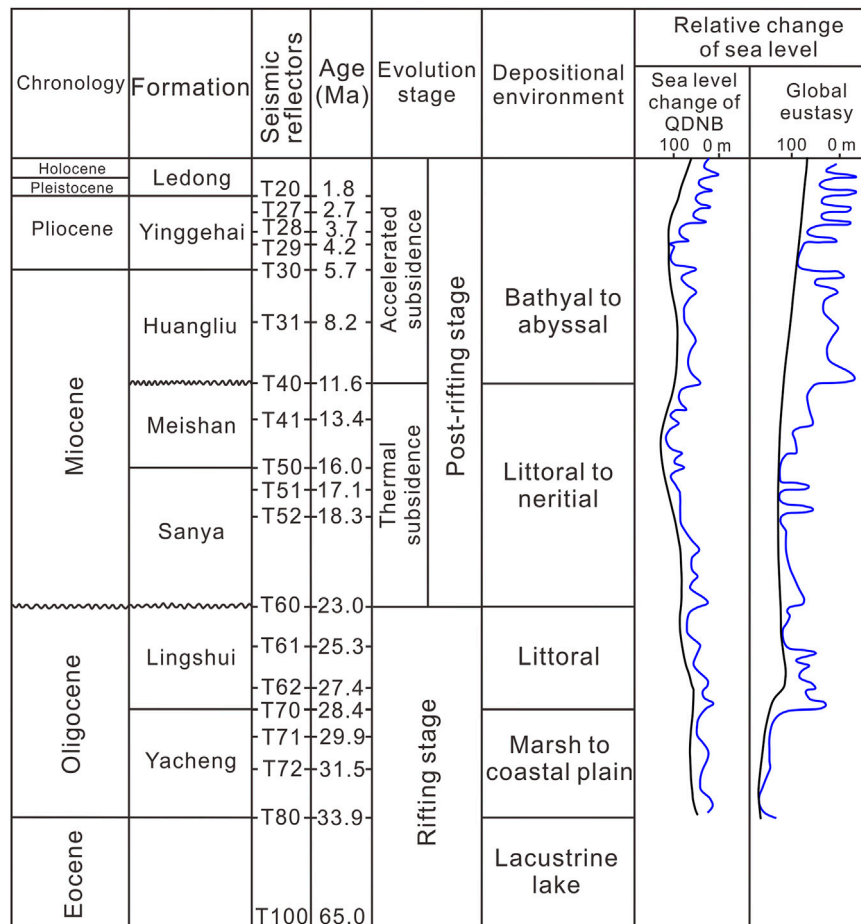 Chronology
Formation
Seismic
reflectors
Age
(Ma)
Evolution
stage
Depositional
environment
Relative change
of sea level
Sea level
change of
QDNB
100 0 m
Global
eustasy
100 0 m
Holocene
Pleistocene
Pliocene
Miocene
Oligocene
Eocene
Ledong
Yinggehai
Huangliu
Meishan
Sanya
Lingshui
Yacheng
T20 1.8
T27 2.7
T28 3.7
T29 4.2
T30 5.7
T31 8.2
T40 11.6
T41 13.4
T50 16.0
T51 17.1
T52 18.3
T60 23.0
T61 25.3
T62 27.4
T70 28.4
T71 29.9
T72 31.5
T80 33.9
T100 65.0
Accelerated
subsidence
Thermal
subsidence
Post-rifting stage
Rifting stage
Bathyal to
abyssal
Littoral to
neritial
Littoral
Marsh to
coastal plain
Lacustrine
lake